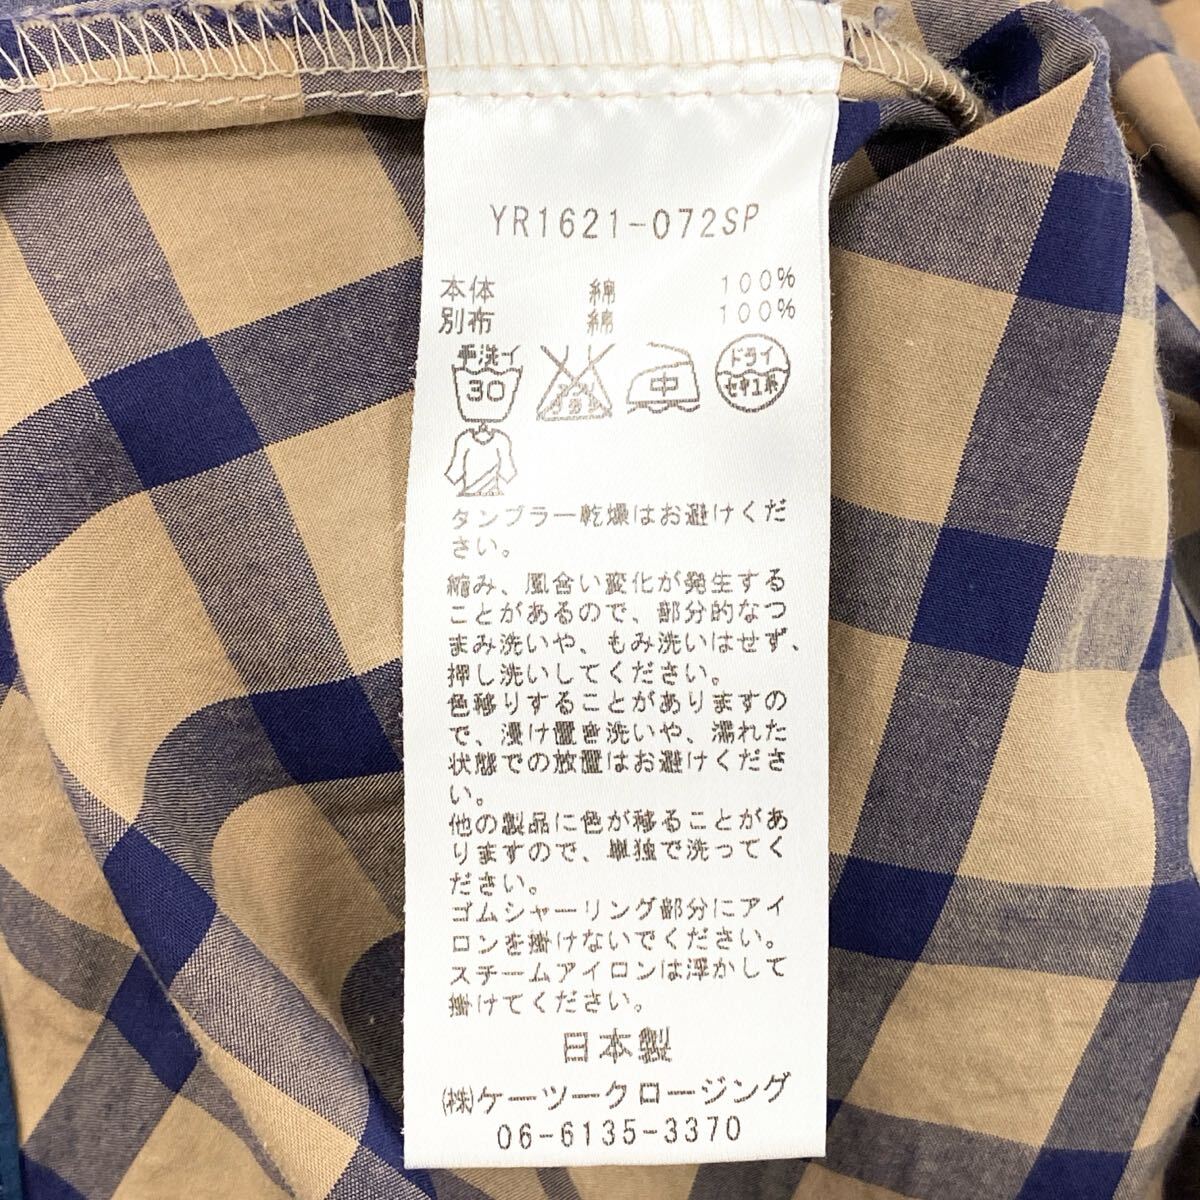 YR1621-072SP
本体 綿 100%
別布 綿 100%
手洗イ
30
中
ドライ
セキユ系
タンブラー乾燥はお避けくだ
さい。
縮み、風合い変化が発生する
ことがあるので、部分的なつ
まみ洗いや、もみ洗いはせず、
押し洗いしてください。
色移りすることがありますの
で、浸け置き洗いや、濡れた
状態での放置はお避けくださ
い。
他の製品に色が移ることがあ
りますので、単独で洗ってく
ださい。
ゴムシャーリング部分にアイ
ロンを掛けないでください。
スチームアイロンは浮かして
掛けてください。
日本製
㈱ケーツークロージング
06-6135-3370